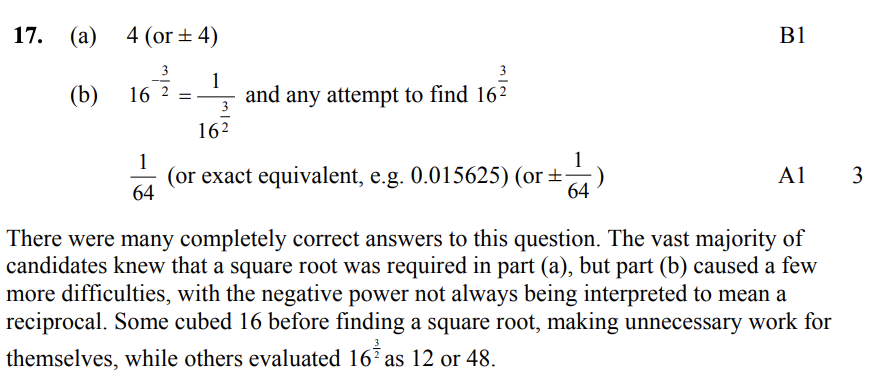 17. (a) 4 (or ± 4) B1
(b) 16^{-\frac{3}{2}} = \frac{1}{16^{\frac{3}{2}}} and any attempt to find 16^{\frac{3}{2}}
\frac{1}{64} (or exact equivalent, e.g. 0.015625) (or ±\frac{1}{64}) A1 3
There were many completely correct answers to this question. The vast majority of
candidates knew that a square root was required in part (a), but part (b) caused a few
more difficulties, with the negative power not always being interpreted to mean a
reciprocal. Some cubed 16 before finding a square root, making unnecessary work for
themselves, while others evaluated 16^{\frac{3}{2}} as 12 or 48.